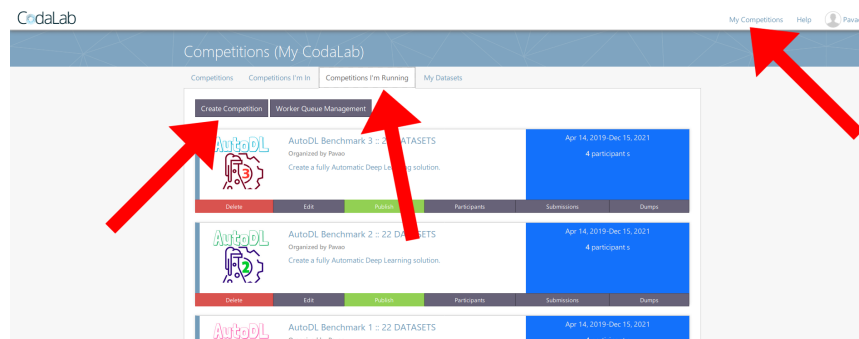 CodaLab
My Competitions Help Pavao
Competitions (My CodaLab)
Competitions Competitions I'm In Competitions I'm Running My Datasets
Create Competition Worker Queue Management
AutoDL
3
AutoDL Benchmark 3 :: 22 DATASETS
Organized by Pavao
Create a fully Automatic Deep Learning solution.
Apr 14, 2019-Dec 15, 2021
4 participants
Delete Edit Publish Participants Submissions Dumps
AutoDL
2
AutoDL Benchmark 2 :: 22 DATASETS
Organized by Pavao
Create a fully Automatic Deep Learning solution.
Apr 14, 2019-Dec 15, 2021
4 participants
Delete Edit Publish Participants Submissions Dumps
AutoDL
AutoDL Benchmark 1 :: 22 DATASETS
Apr 14, 2019-Dec 15, 2021